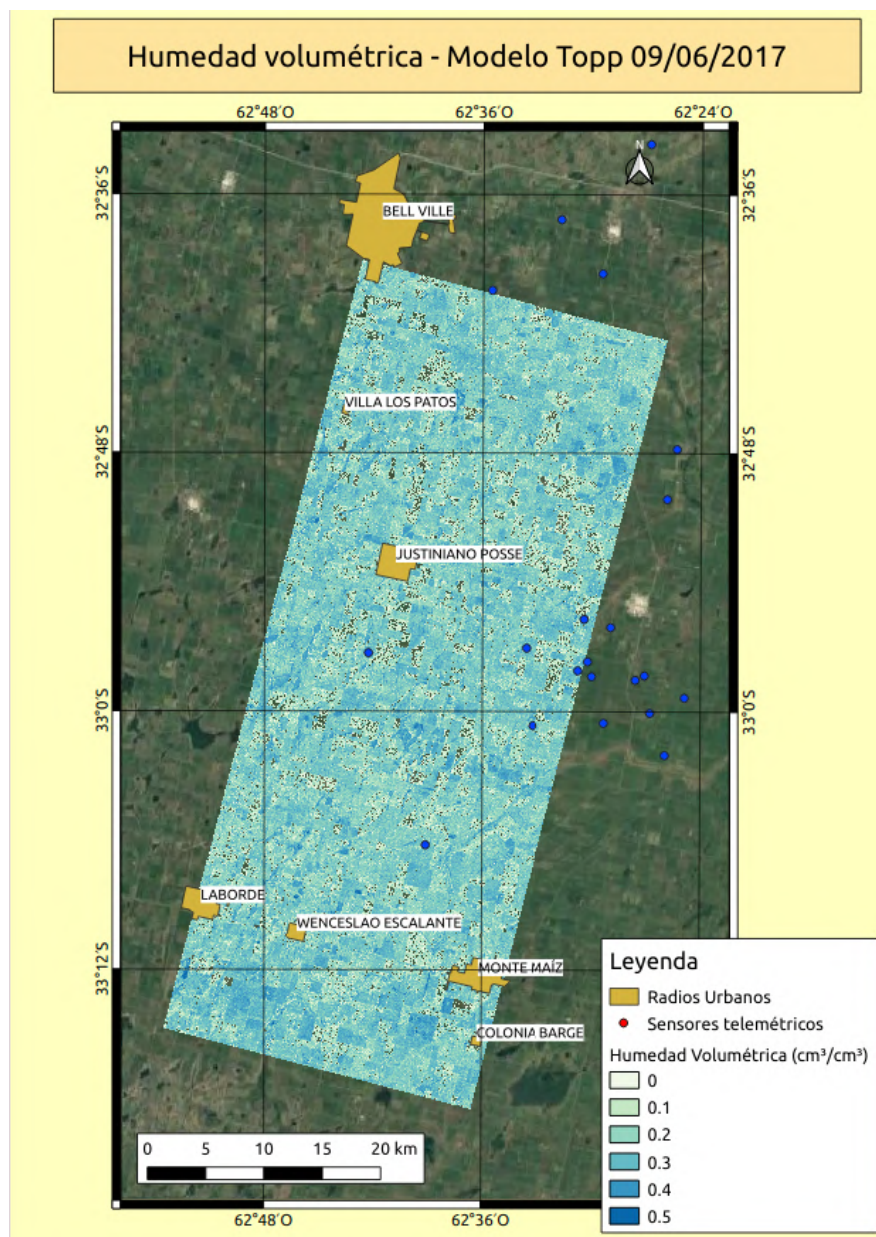 Humedad volumétrica - Modelo Topp 09/06/2017
62°48′O 62°36′O 62°24′O
N
32°36′S 32°36′S
BELL VILLE
VILLA LOS PATOS
32°48′S 32°48′S
JUSTINIANO POSSE
33°0′S 33°0′S
LABORDE
WENCESLAO ESCALANTE
33°12′S
MONTE MAÍZ
COLONIA BARGE
Leyenda
Radios Urbanos
Sensores telemétricos
Humedad Volumétrica (cm³/cm³)
0
0.1
0.2
0.3
0.4
0.5
0 5 10 15 20 km
62°48′O 62°36′O